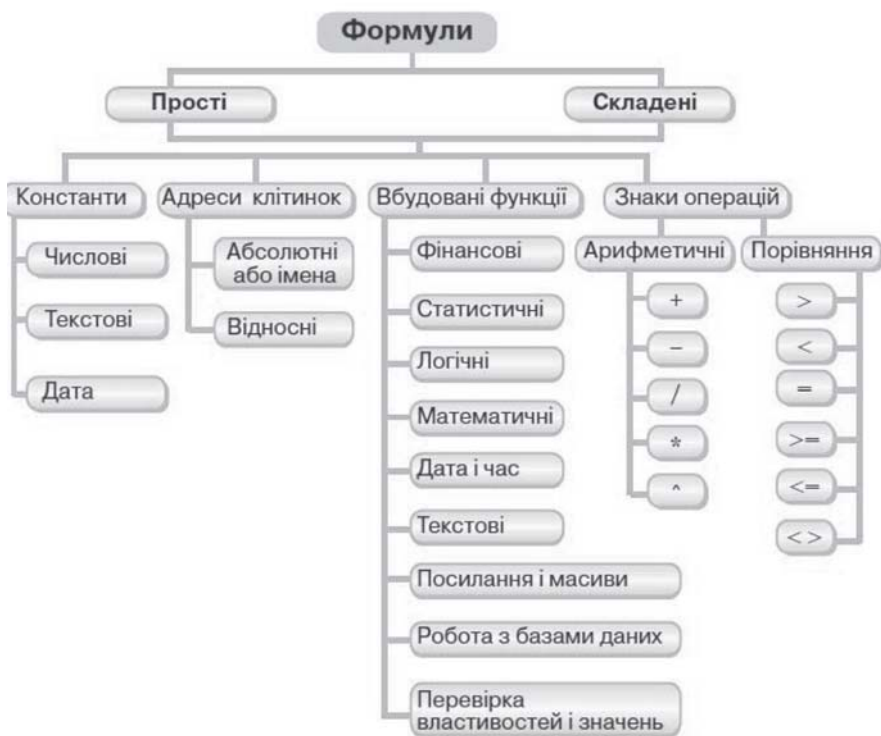 Формули
Прості
Складені
Константи
Адреси клітинок
Вбудовані функції
Знаки операцій
Числові
Текстові
Дата
Абсолютні
або імена
Відносні
Фінансові
Статистичні
Логічні
Математичні
Дата і час
Текстові
Посилання і масиви
Робота з базами даних
Перевірка
властивостей і значень
Арифметичні
+
–
/
*
^
Порівняння
>
<
=
>=
<=
< >